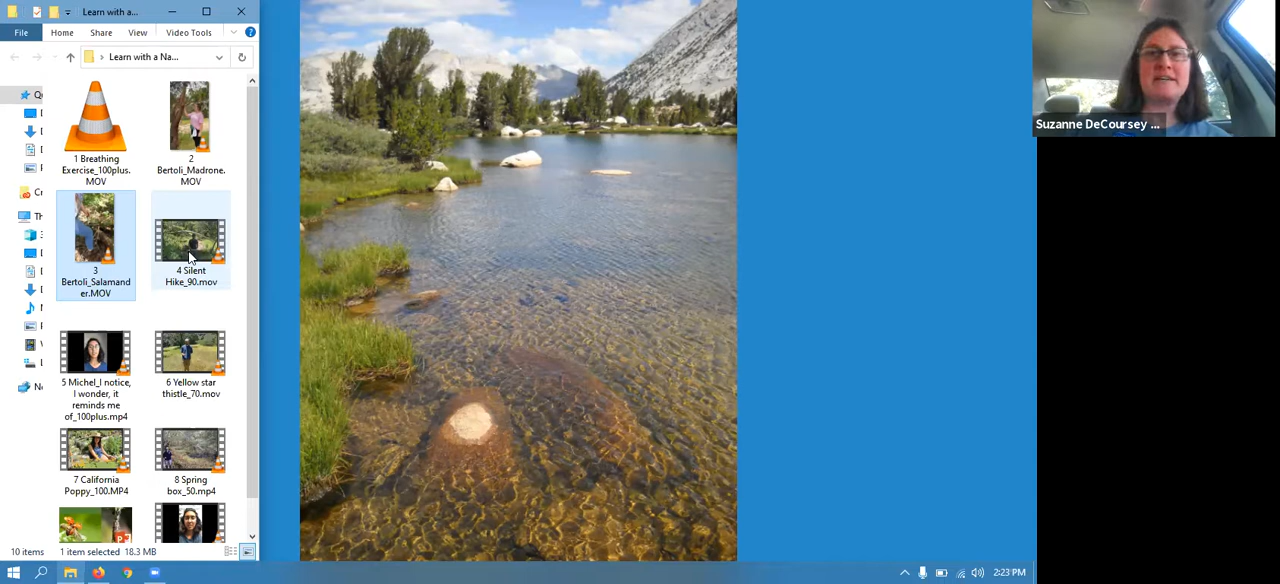 Learn with a...
File Home Share View Video Tools
Learn with a Na...
1 Breathing
Exercise_100plus.
MOV
2
Bertoli_Madrone.
MOV
3
Bertoli_Salamand
er.MOV
4 Silent
Hike_90.mov
5 Michel_I notice,
I wonder, it
reminds me
of_100plus.mp4
6 Yellow star
thistle_70.mov
7 California
Poppy_100.MP4
8 Spring
box_50.mp4
10 items 1 item selected 18.3 MB
Suzanne DeCoursey ...
2:23 PM